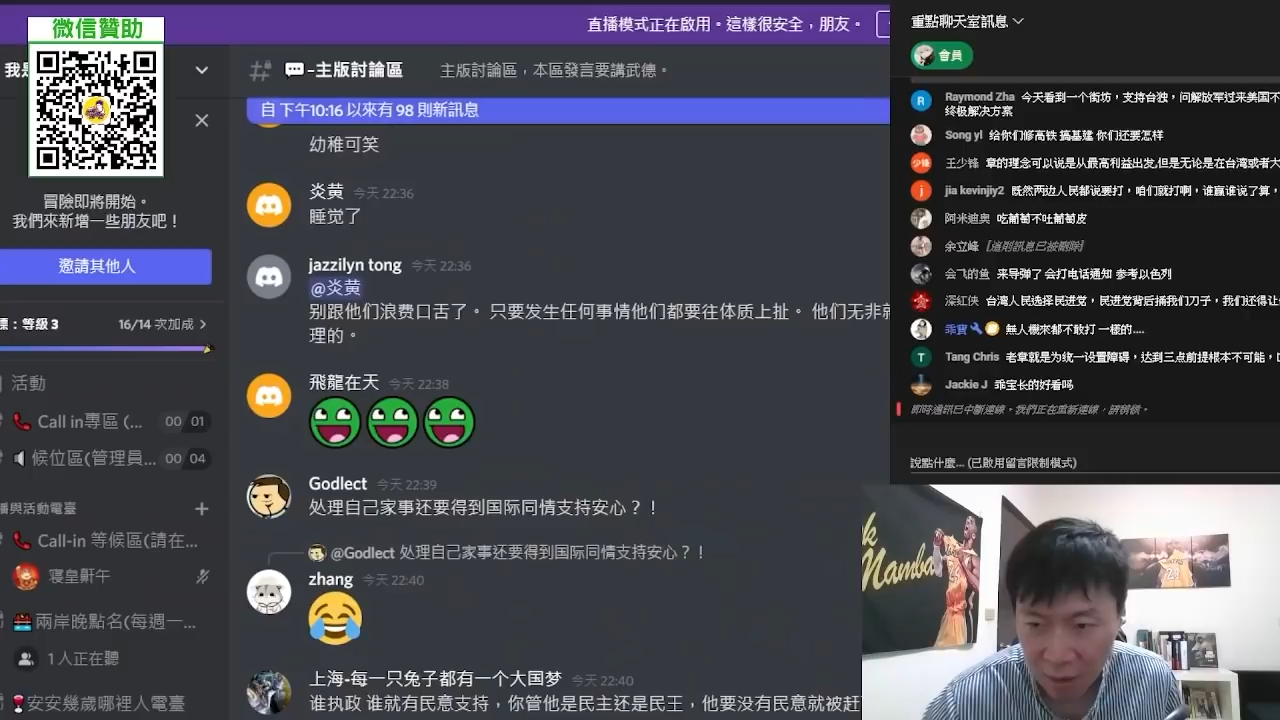 微信贊助
直播模式正在啟用。這樣很安全，朋友。
重點聊天室訊息
會員
我是
主版討論區
主版討論區，本區發言要講武德。
自 下午10:16 以來有 98 則新訊息
幼稚可笑
冒險即將開始。
我們來新增一些朋友吧！
邀請其他人
標：等級 3
16/14 次加成
活動
Call in專區 (...
00 01
候位區(管理員...
00 04
播與活動電臺
Call-in 等候區(請在...
寝皇鼾午
兩岸晚點名(每週一...
1 人正在聽
安安幾歲哪裡人電臺
炎黄 今天 22:36
睡觉了
jazzilyn tong 今天 22:36
@炎黄
别跟他们浪费口舌了。 只要发生任何事情他们都要往体质上扯。 他们无非就
理的。
飛龍在天 今天 22:38
Godlect 今天 22:39
处理自己家事还要得到国际同情支持安心？！
@Godlect 处理自己家事还要得到国际同情支持安心？！
zhang 今天 22:40
上海-每一只兔子都有一个大国梦 今天 22:40
谁执政 谁就有民意支持，你管他是民主还是民王，他要没有民意就被赶
Raymond Zha 今天看到一个街坊，支持台独，问解放军过来美国不
终极解决方案
Song yl 给你们修高铁 搞基建 你们还要怎样
王少锋 章的理念可以说是从最高利益出发,但是无论是在台湾或者大
jia kevinjiy2 既然两边人民都说要打，咱们就打啊，谁赢谁说了算，
阿米迪奥 吃葡萄不吐葡萄皮
余立峰 [這則訊息已被刪除]
会飞的鱼 来导弹了 会打电话通知 参考以色列
深紅俠 台湾人民选择民进党，民进党背后捅我们刀子，我们还得让
乖寶 無人機來都不敢打 一樣的....
Tang Chris 老章就是为统一设置障碍，达到三点前提根本不可能，
Jackie J 乖宝长的好看吗
即時通訊已中斷連線。我們正在重新連線，請稍候。
說點什麼... (已啟用留言限制模式)
Mamba